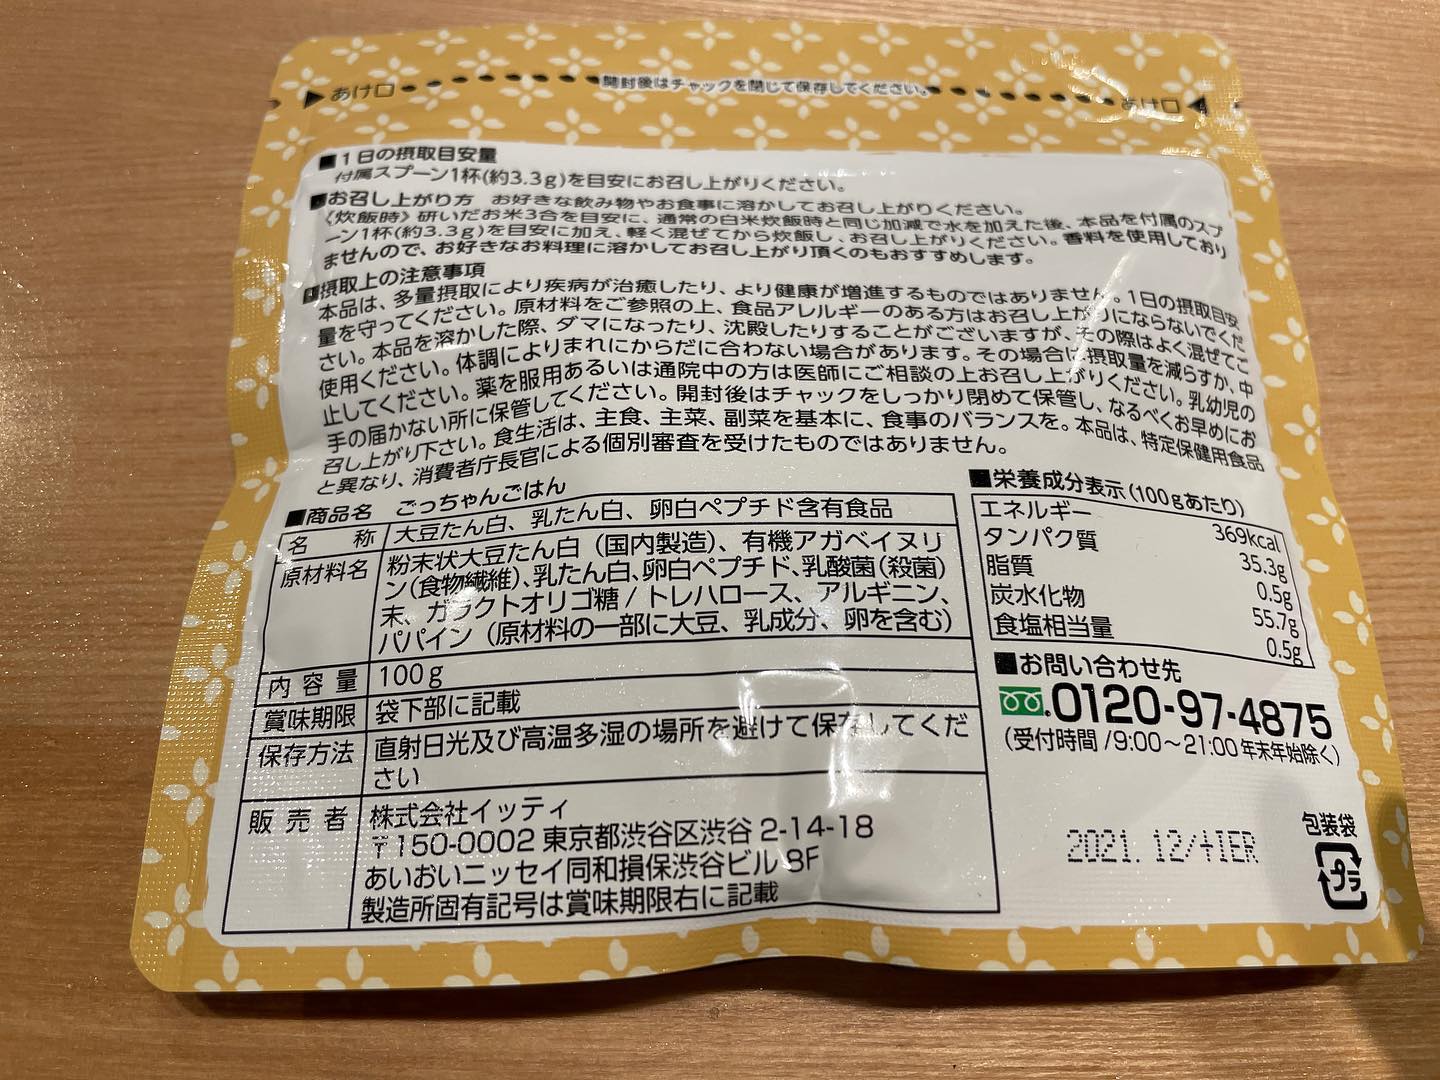 ▶あけ口
開封後はチャックを閉じて保存してください。
あけ口◀
■1日の摂取目安量
付属スプーン1杯(約3.3g)を目安にお召し上がりください。
■お召し上がり方 お好きな飲み物やお食事に溶かしてお召し上がりください。
《炊飯時》研いだお米3合を目安に、通常の白米炊飯時と同じ加減で水を加えた後、本品を付属のスプ
ーン1杯(約3.3g)を目安に加え、軽く混ぜてから炊飯し、お召し上がりください。香料を使用しており
ませんので、お好きなお料理に溶かしてお召し上がり頂くのもおすすめします。
■摂取上の注意事項
本品は、多量摂取により疾病が治癒したり、より健康が増進するものではありません。1日の摂取目安
量を守ってください。原材料をご参照の上、食品アレルギーのある方はお召し上がりにならないでくだ
さい。本品を溶かした際、ダマになったり、沈殿したりすることがございますが、その際はよく混ぜてご
使用ください。体調によりまれにからだに合わない場合があります。その場合は摂取量を減らすか、中
止してください。薬を服用あるいは通院中の方は医師にご相談の上お召し上がりください。乳幼児の
手の届かない所に保管してください。開封後はチャックをしっかり閉めて保管し、なるべくお早めにお
召し上がり下さい。食生活は、主食、主菜、副菜を基本に、食事のバランスを。本品は、特定保健用食品
と異なり、消費者庁長官による個別審査を受けたものではありません。
■商品名 ごっちゃんごはん
名称 大豆たん白、乳たん白、卵白ペプチド含有食品
原材料名 粉末状大豆たん白（国内製造）、有機アガベイヌリ
ン（食物繊維）、乳たん白、卵白ペプチド、乳酸菌（殺菌）
末、ガラクトオリゴ糖 / トレハロース、アルギニン、
パパイン（原材料の一部に大豆、乳成分、卵を含む）
内容量 100g
賞味期限 袋下部に記載
保存方法 直射日光及び高温多湿の場所を避けて保存してくだ
さい
販売者 株式会社イッティ
〒150-0002 東京都渋谷区渋谷 2-14-18
あいおいニッセイ同和損保渋谷ビル 8F
製造所固有記号は賞味期限右に記載
■栄養成分表示(100gあたり)
エネルギー 369kcal
タンパク質 35.3g
脂質 0.5g
炭水化物 55.7g
食塩相当量 0.5g
■お問い合わせ先
0120-97-4875
（受付時間 /9:00～21:00 年末年始除く）
2021. 12/+IER
包装袋
プラ